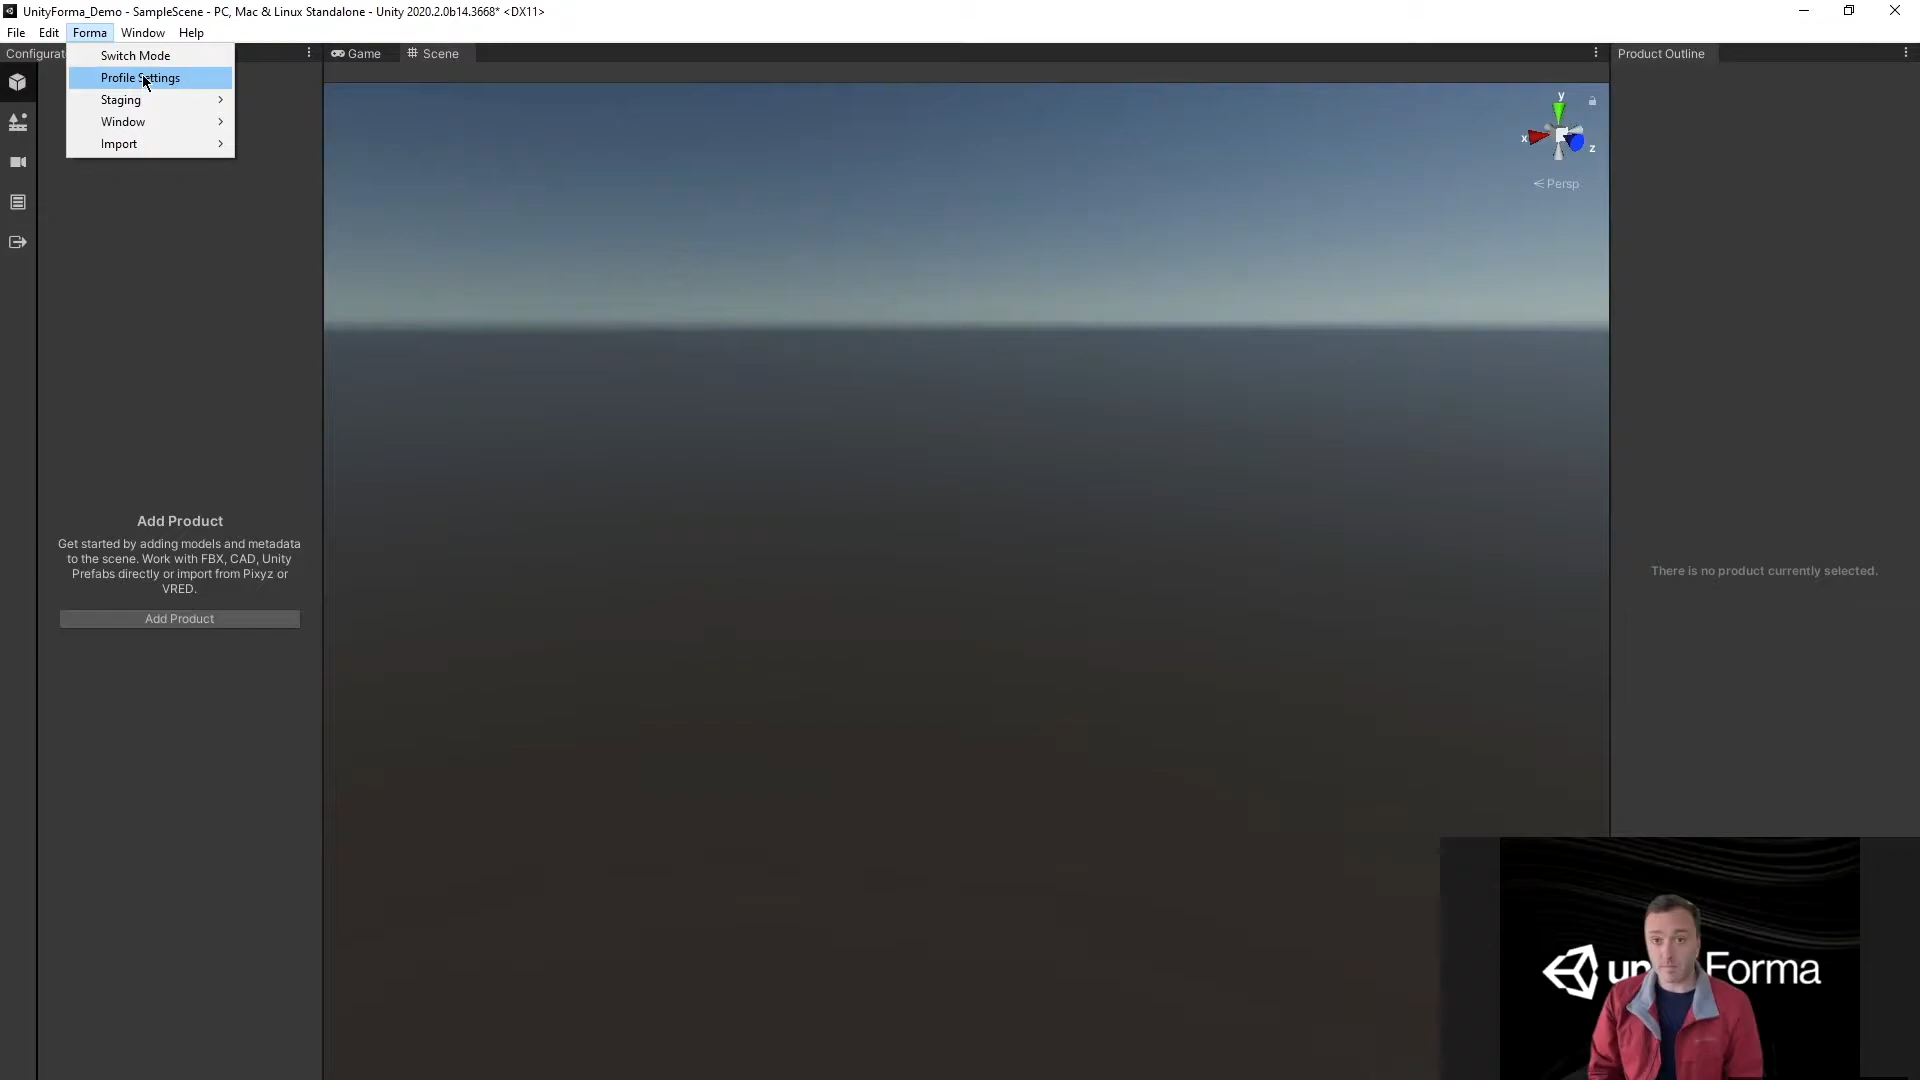 UnityForma_Demo - SampleScene - PC, Mac & Linux Standalone - Unity 2020.2.0b14.3668* <DX11>
File Edit Forma Window Help
Configurat
Game
Scene
Product Outline
Switch Mode
Profile Settings
Staging
Window
Import
y
x
z
Persp
Add Product
Get started by adding models and metadata
to the scene. Work with FBX, CAD, Unity
Prefabs directly or import from Pixyz or
VRED.
Add Product
There is no product currently selected.
un Forma